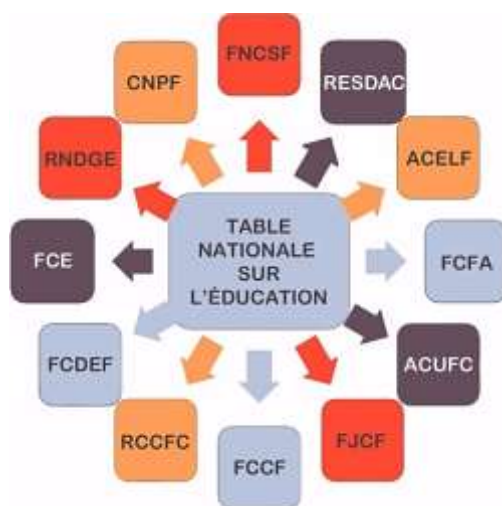 FNCSF
CNPF
RESDAC
RNDGE
ACELF
TABLE
NATIONALE
SUR
L'ÉDUCATION
FCE
FCFA
FCDEF
ACUFC
RCCFC
FJCF
FCCF